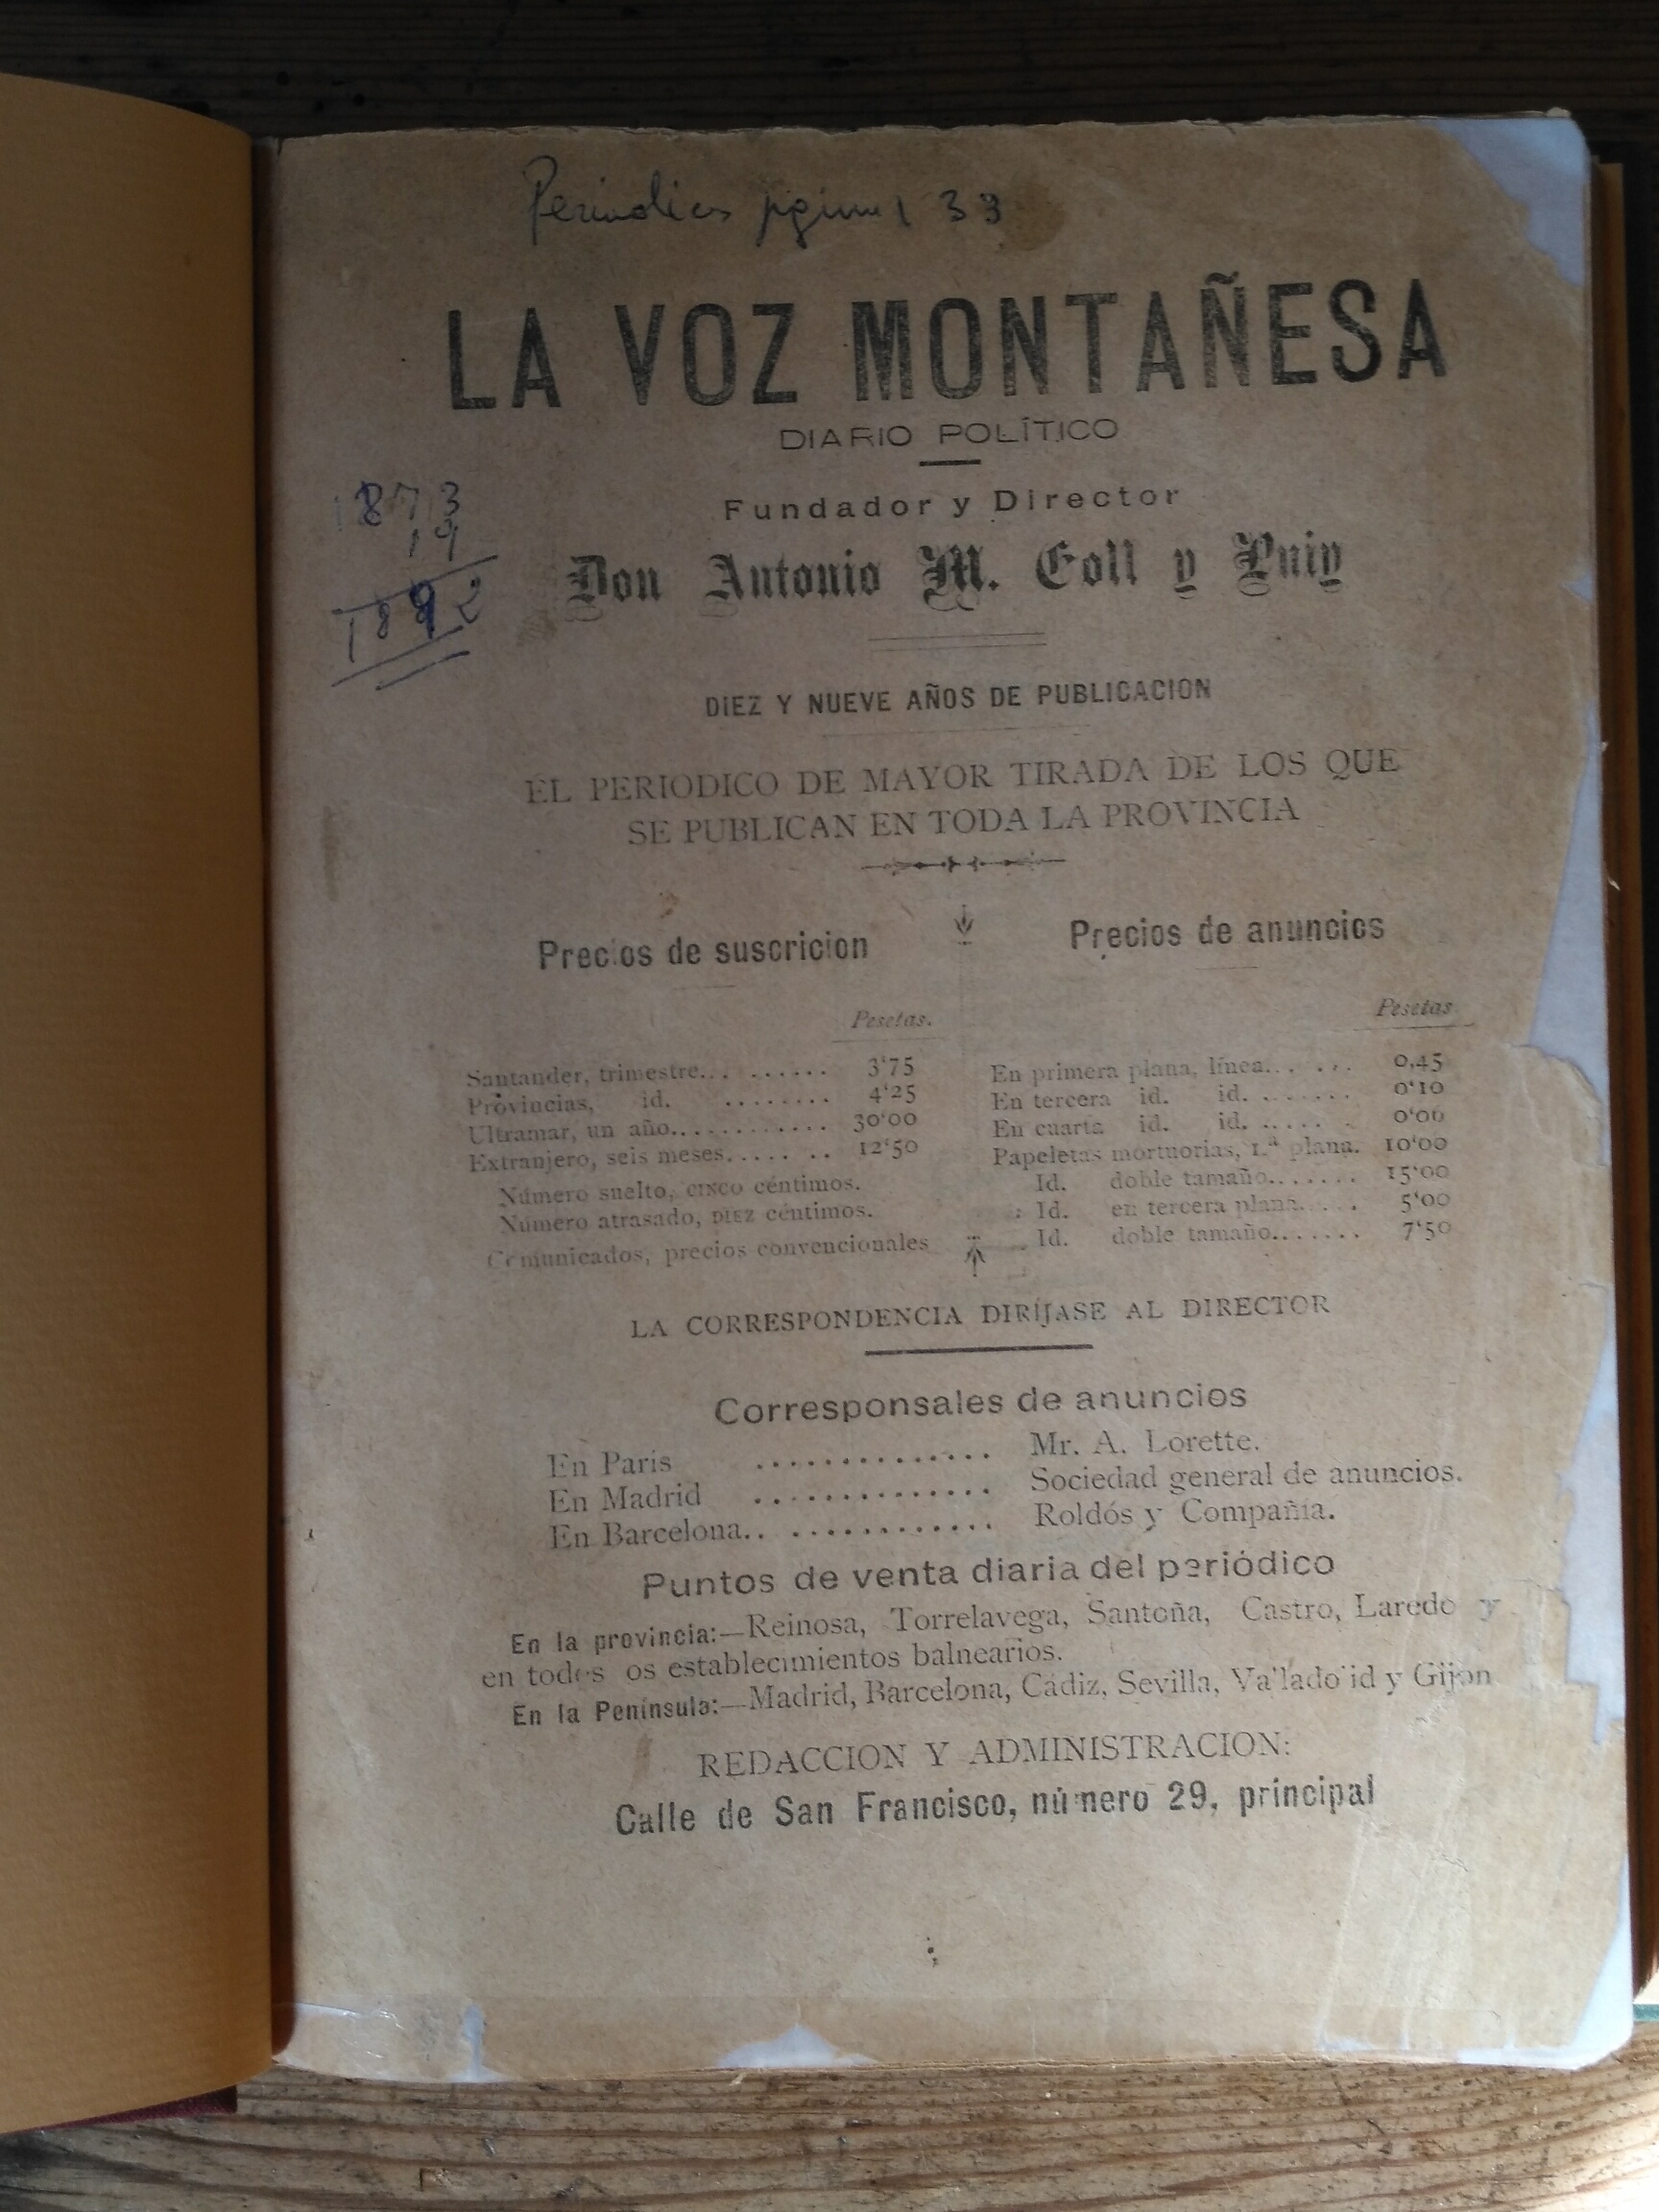 Periodicos pgina 1 33
LA VOZ MONTAÑESA
DIARIO POLÍTICO
Fundador y Director
1873
19
1892
Don Antonio M. Coll y Puig
DIEZ Y NUEVE AÑOS DE PUBLICACION
EL PERIODICO DE MAYOR TIRADA DE LOS QUE
SE PUBLICAN EN TODA LA PROVINCIA
Precios de suscricion
Pesetas.
Santander, trimestre... ...... 3'75
Provincias, id. ........ 4'25
Ultramar, un año............. 30'00
Extranjero, seis meses..... .. 12'50
Número suelto, CINCO céntimos.
Número atrasado, DIEZ céntimos.
Comunicados, precios convencionales
Precios de anuncios
Pesetas
En primera plana, línea... ... 0,45
En tercera id. id. ....... 0'10
En cuarta id. id. ..... . 0'06
Papeletas mortuorias, 1.ª plana. 10'00
Id. doble tamaño....... 15'00
Id. en tercera plana..... 5'00
Id. doble tamaño....... 7'50
LA CORRESPONDENCIA DIRÍJASE AL DIRECTOR
Corresponsales de anuncios
En Paris .............. Mr. A. Lorette.
En Madrid .............. Sociedad general de anuncios.
En Barcelona.. ............ Roldós y Compañía.
Puntos de venta diaria del periódico
En la provincia:—Reinosa, Torrelavega, Santoña, Castro, Laredo y
en todos os establecimientos balnearios.
En la Península:—Madrid, Barcelona, Cádiz, Sevilla, Valladolid y Gijón
REDACCION Y ADMINISTRACION:
Calle de San Francisco, número 29, principal